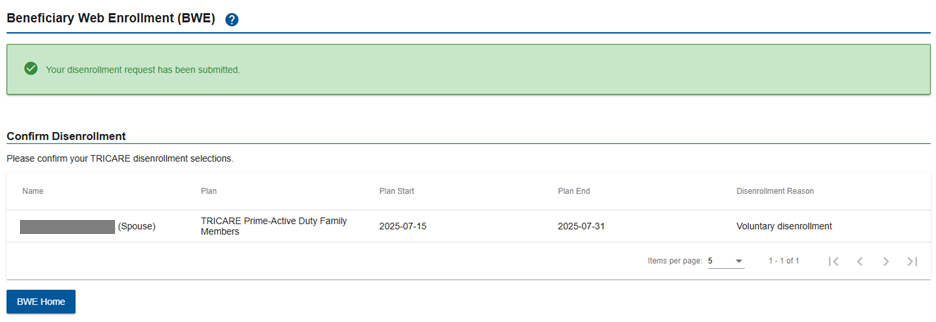 Beneficiary Web Enrollment (BWE) ?
Your disenrollment request has been submitted.
Confirm Disenrollment
Please confirm your TRICARE disenrollment selections.
Name Plan Plan Start Plan End Disenrollment Reason
(Spouse) TRICARE Prime-Active Duty Family
Members 2025-07-15 2025-07-31 Voluntary disenrollment
Items per page: 5 1 - 1 of 1
BWE Home